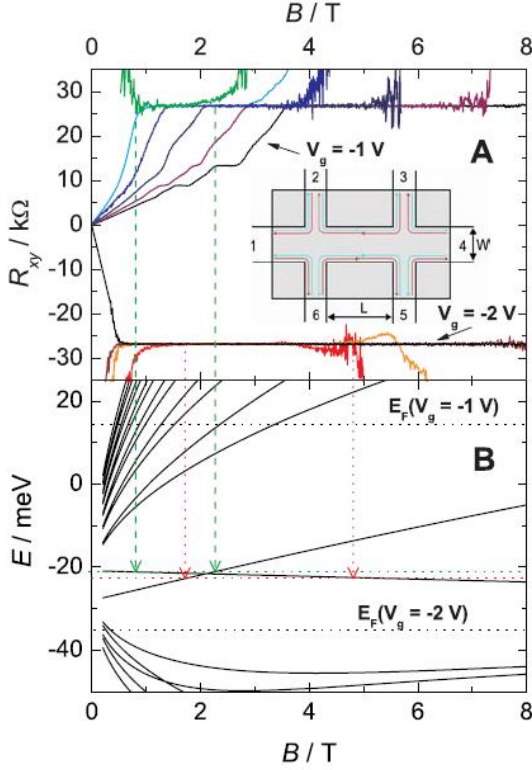 B / T
0 2 4 6 8
30
20
10
0
-10
-20
-30
R_xy / kΩ
V_g = -1 V
A
2 3
1 4 W
6 L 5
V_g = -2 V
20
0
-20
-40
E / meV
E_F(V_g = -1 V)
B
E_F(V_g = -2 V)
0 2 4 6 8
B / T